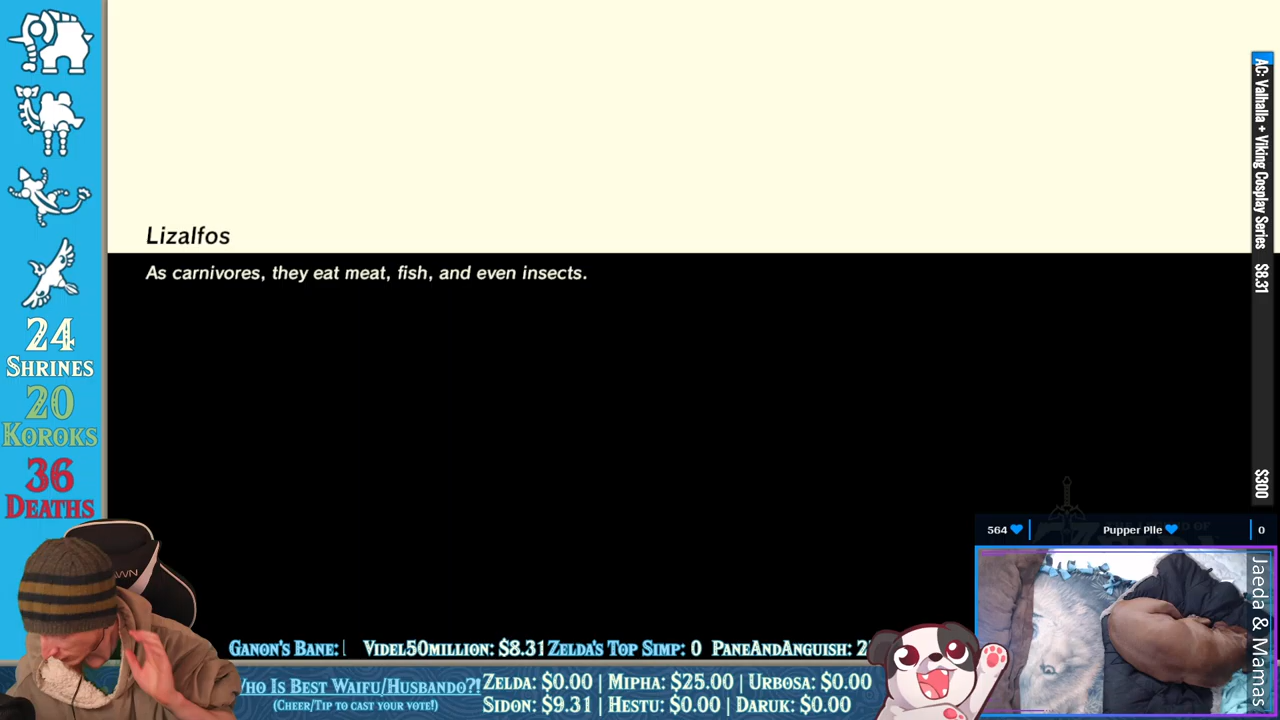 24
SHRINES
20
KOROKS
36
DEATHS
Lizalfos
As carnivores, they eat meat, fish, and even insects.
AC: Valhalla + Viking Cosplay Series $8.31 $300
564 Pupper Pile 0
Jaeda & Mamas
GANON'S BANE: VIDEL50MILLION: $8.31 ZELDA'S TOP SIMP: 0 PANEANDANGUISH: 2
WHO IS BEST WAIFU/HUSBANDO?!
(CHEER/TIP TO CAST YOUR VOTE!)
ZELDA: $0.00 | MIPHA: $25.00 | URBOSA: $0.00
SIDON: $9.31 | HESTU: $0.00 | DARUK: $0.00